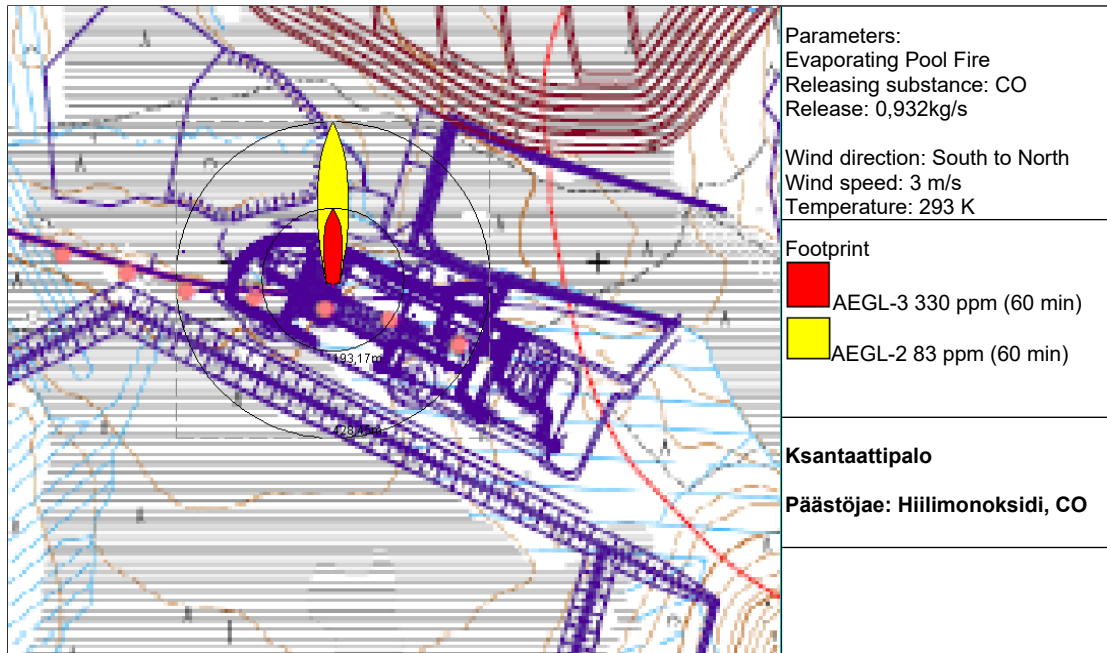 Parameters:
Evaporating Pool Fire
Releasing substance: CO
Release: 0,932kg/s
Wind direction: South to North
Wind speed: 3 m/s
Temperature: 293 K
Footprint
AEGL-3 330 ppm (60 min)
AEGL-2 83 ppm (60 min)
Ksantaattipalo
Päästöjae: Hiilimonoksidi, CO
193,17m